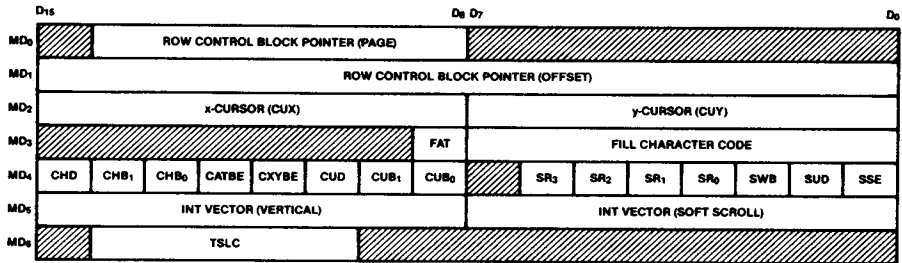 D15 D8 D7 D0
MD0 ROW CONTROL BLOCK POINTER (PAGE)
MD1 ROW CONTROL BLOCK POINTER (OFFSET)
MD2 x-CURSOR (CUX) y-CURSOR (CUY)
MD3 FAT FILL CHARACTER CODE
MD4 CHD CHB1 CHB0 CATBE CXYBE CUD CUB1 CUB0 SR3 SR2 SR1 SR0 SWB SUD SSE
MD5 INT VECTOR (VERTICAL) INT VECTOR (SOFT SCROLL)
MD6 TSLC